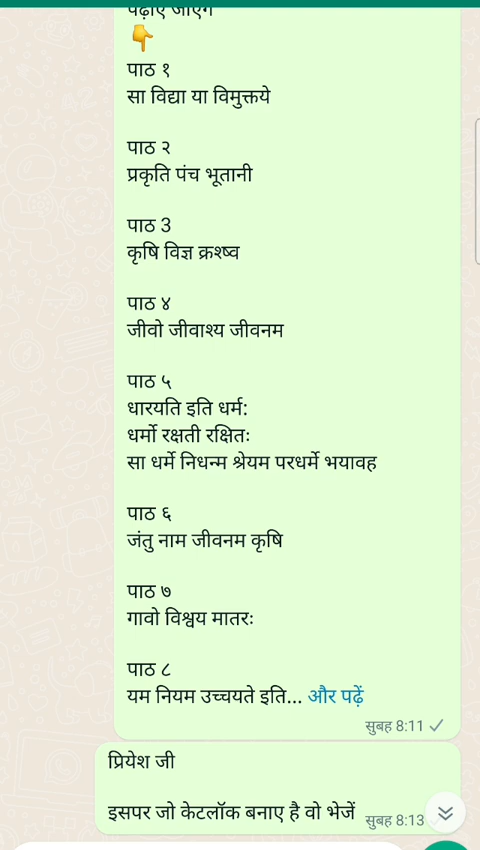 पढ़ाए जाएंगे
👇
पाठ १
सा विद्या या विमुक्तये
पाठ २
प्रकृति पंच भूतानी
पाठ 3
कृषि विज्ञ क्रश्ष्व
पाठ ४
जीवो जीवाश्य जीवनम
पाठ ५
धारयति इति धर्म:
धर्मो रक्षती रक्षितः
सा धर्मे निधन्म श्रेयम परधर्मे भयावह
पाठ ६
जंतु नाम जीवनम कृषि
पाठ ७
गावो विश्वय मातरः
पाठ ८
यम नियम उच्चयते इति... और पढ़ें
सुबह 8:11
प्रियेश जी
इसपर जो केटलॉक बनाए है वो भेजें
सुबह 8:13